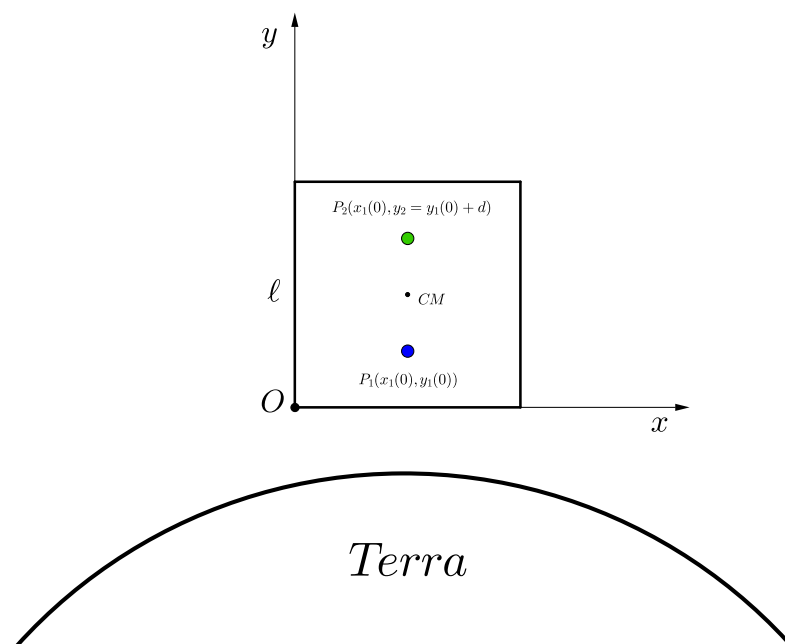 y
P₂(x₁(0), y₂ = y₁(0) + d)
ℓ
CM
P₁(x₁(0), y₁(0))
O
x
Terra